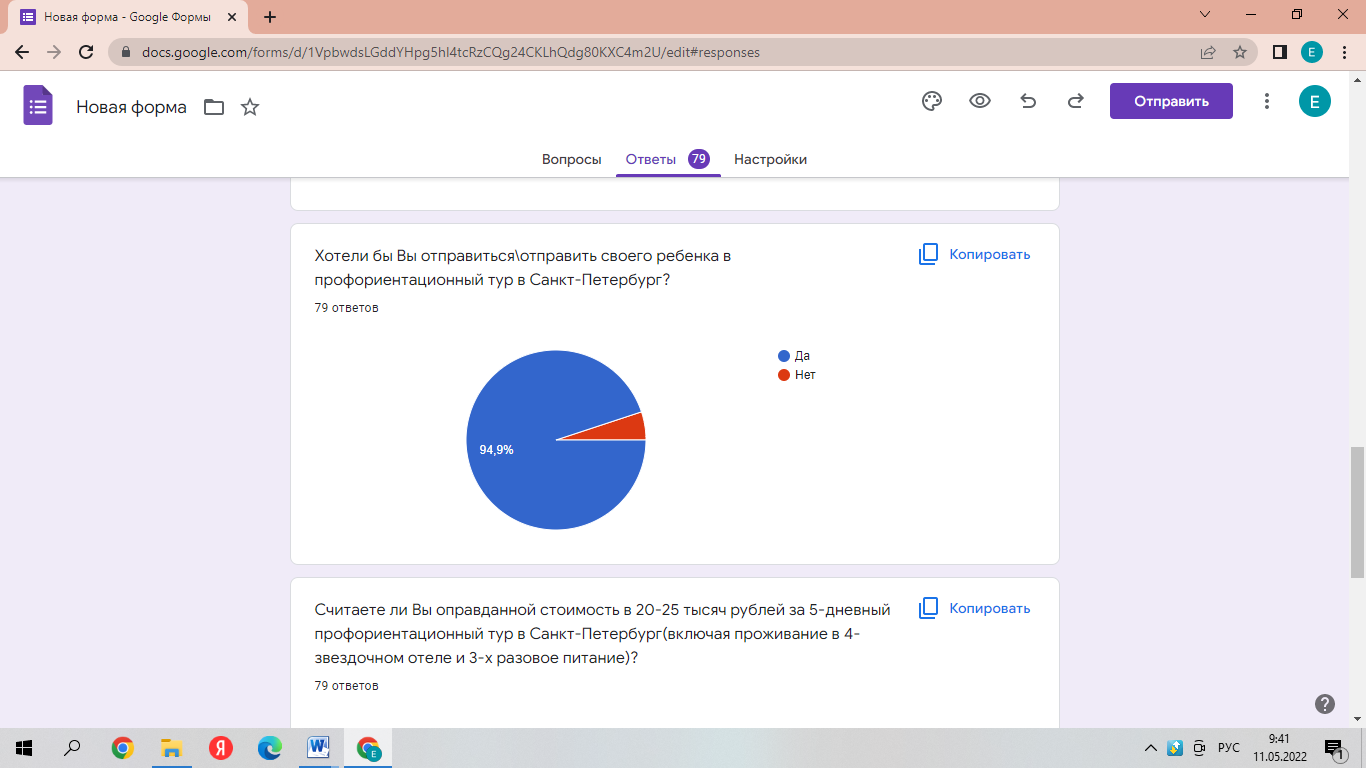 Новая форма - Google Формы
docs.google.com/forms/d/1VpbwdsLGddYHpg5hl4tcRzCQg24CKLhQdg80KXC4m2U/edit#responses
E
Новая форма
Отправить
E
Вопросы
Ответы 79
Настройки
Хотели бы Вы отправиться\отправить своего ребенка в
профориентационный тур в Санкт-Петербург?
Копировать
79 ответов
Да
Нет
94,9%
Считаете ли Вы оправданной стоимость в 20-25 тысяч рублей за 5-дневный
профориентационный тур в Санкт-Петербург(включая проживание в 4-
звездочном отеле и 3-х разовое питание)?
Копировать
79 ответов
Я
W
E
РУС
9:41
11.05.2022
1